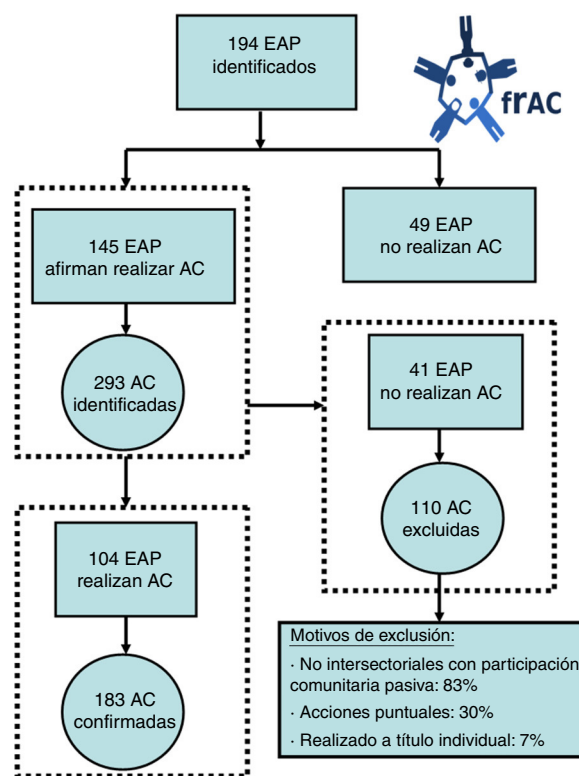 194 EAP
identificados
frAC
145 EAP
afirman realizar AC
49 EAP
no realizan AC
293 AC
identificadas
41 EAP
no realizan AC
110 AC
excluidas
104 EAP
realizan AC
183 AC
confirmadas
Motivos de exclusión:
· No intersectoriales con participación
comunitaria pasiva: 83%
· Acciones puntuales: 30%
· Realizado a título individual: 7%